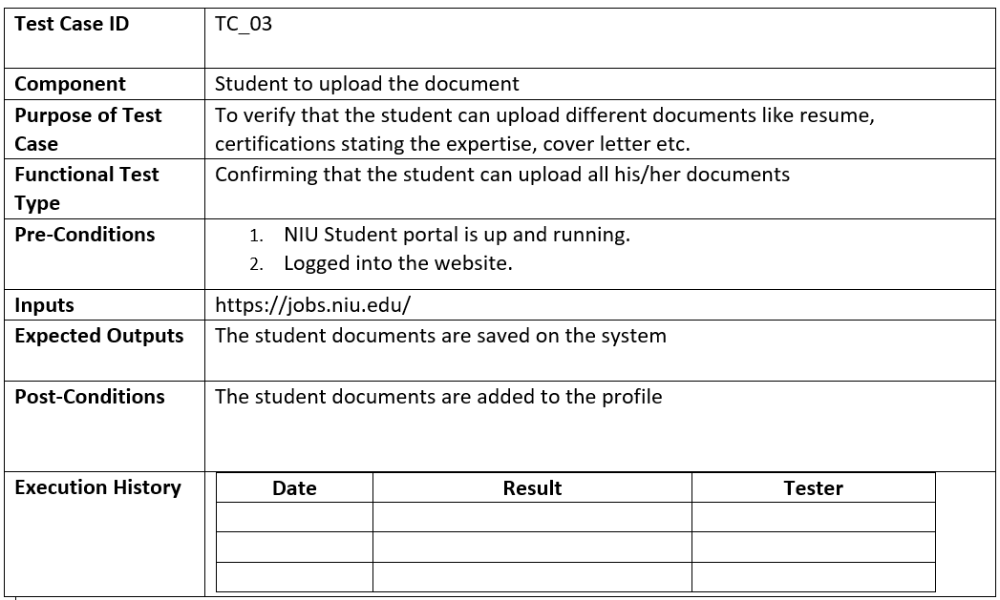 Test Case ID TC_03
Component Student to upload the document
Purpose of Test To verify that the student can upload different documents like resume,
Case certifications stating the expertise, cover letter etc.
Functional Test Confirming that the student can upload all his/her documents
Type
Pre-Conditions 1. NIU Student portal is up and running.
2. Logged into the website.
Inputs https://jobs.niu.edu/
Expected Outputs The student documents are saved on the system
Post-Conditions The student documents are added to the profile
Execution History Date Result Tester